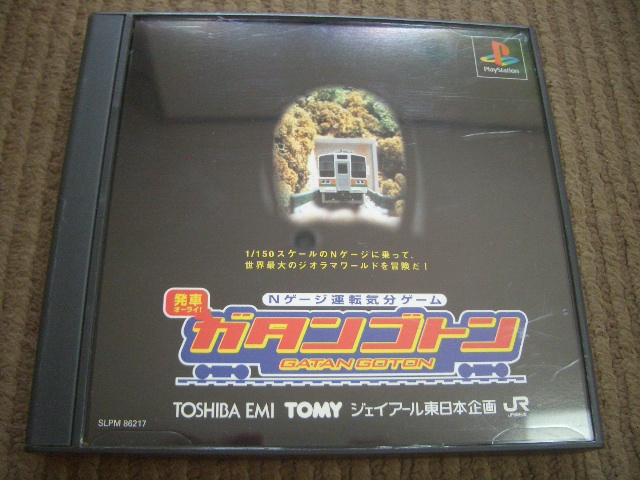 PlayStation
1/150スケールのNゲージに乗って、
世界最大のジオラマワールドを冒険だ!
Nゲージ運転気分ゲーム
発車
オーライ!
ガタンゴトン
GATAN GOTON
TOSHIBA EMI TOMY ジェイアール東日本企画 JR
SLPM 86217